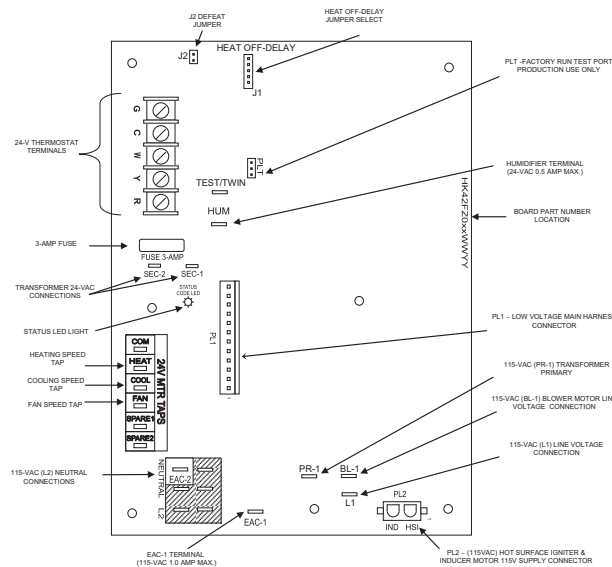 J2 DEFEAT
JUMPER
HEAT OFF-DELAY
JUMPER SELECT
J2
HEAT OFF-DELAY
J1
PLT -FACTORY RUN TEST PORT
PRODUCTION USE ONLY
24-V THERMOSTAT
TERMINALS
G
C
W
Y
R
PLT
TEST/TWIN
HUM
HUMIDIFIER TERMINAL
(24-VAC 0.5 AMP MAX.)
HK42FZ0xxWWYY
BOARD PART NUMBER
LOCATION
3-AMP FUSE
FUSE 3-AMP
SEC-2
SEC-1
TRANSFORMER 24-VAC
CONNECTIONS
STATUS
CODE LED
STATUS LED LIGHT
PL1
1
PL1 – LOW VOLTAGE MAIN HARNES
CONNECTOR
COM
HEAT
COOL
FAN
SPARE1
SPARE2
24V MTR TAPS
HEATING SPEED
TAP
COOLING SPEED
TAP
FAN SPEED TAP
115-VAC (PR-1) TRANSFORMER
PRIMARY
115-VAC (BL-1) BLOWER MOTOR LIN
VOLTAGE CONNECTION
115-VAC (L1) LINE VOLTAGE
CONNECTION
115-VAC (L2) NEUTRAL
CONNECTIONS
NEUTRAL
L2
EAC-2
EAC-1
PR-1
BL-1
L1
PL2
1
IND
HSI
EAC-1 TERMINAL
(115-VAC 1.0 AMP MAX.)
PL2 – (115VAC) HOT SURFACE IGNITER &
INDUCER MOTOR 115V SUPPLY CONNECTOR